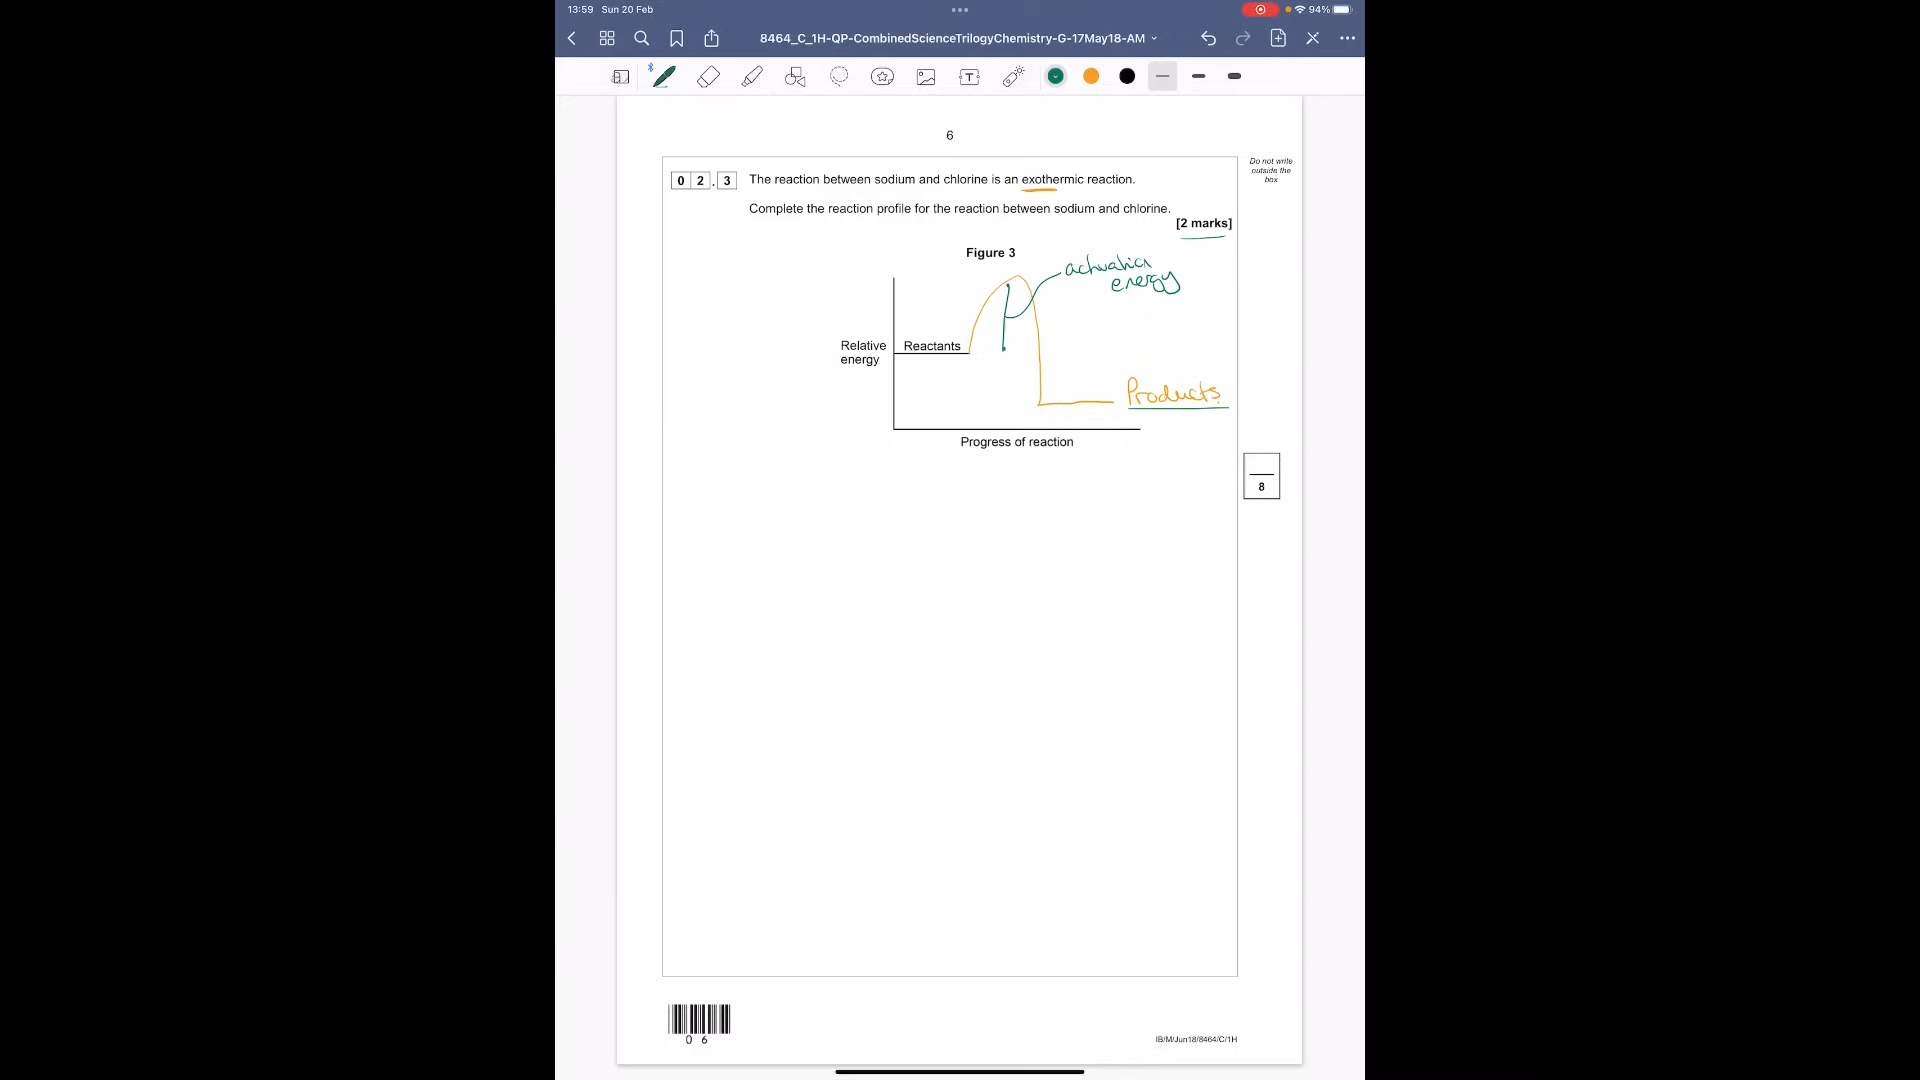 13:59 Sun 20 Feb
94%
8464_C_1H-QP-CombinedScienceTrilogyChemistry-G-17May18-AM
T
6
Do not write
outside the
box
0 2 . 3 The reaction between sodium and chlorine is an exothermic reaction.
Complete the reaction profile for the reaction between sodium and chlorine.
[2 marks]
Figure 3
activation
energy
Relative
energy
Reactants
Products.
Progress of reaction
8
0 6
IB/M/Jun18/8464/C/1H